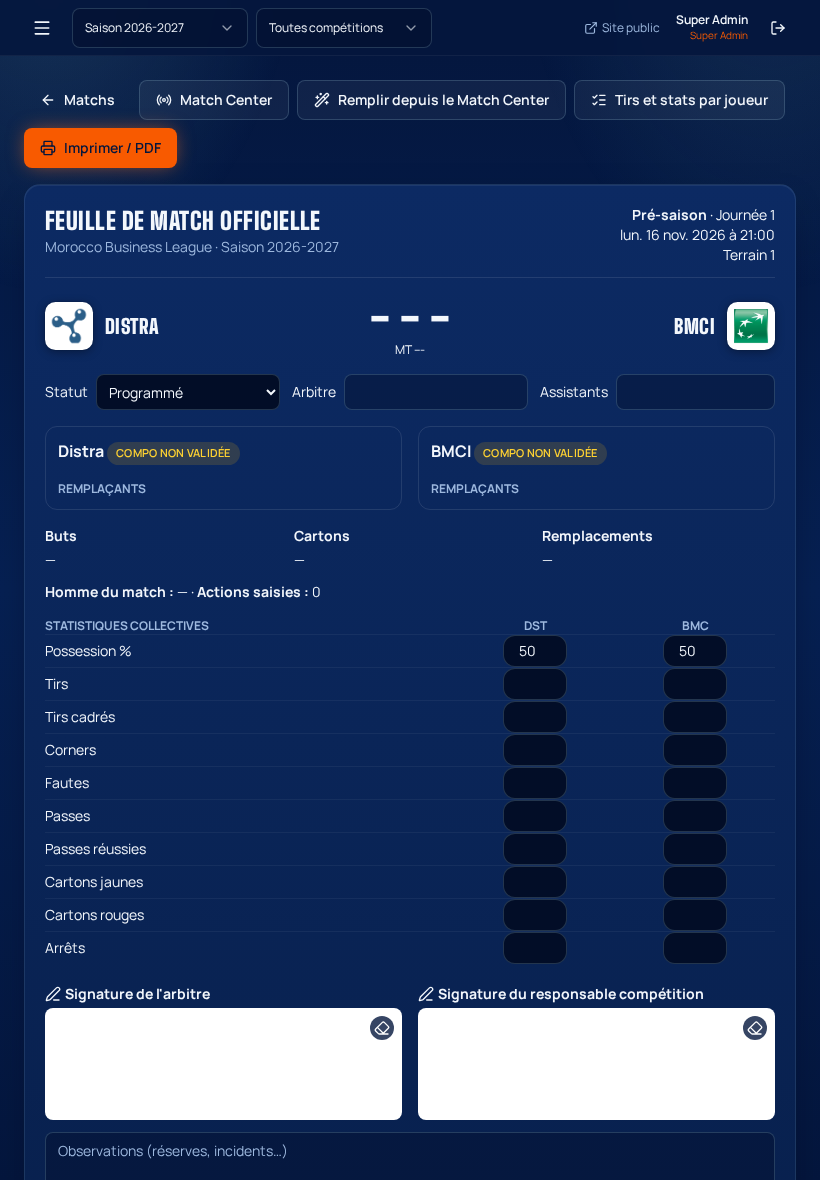 Saison 2026-2027 Toutes compétitions Site public Super Admin
Super Admin
Matchs Match Center Remplir depuis le Match Center Tirs et stats par joueur
Imprimer / PDF
FEUILLE DE MATCH OFFICIELLE
Morocco Business League · Saison 2026-2027
Pré-saison · Journée 1
lun. 16 nov. 2026 à 21:00
Terrain 1
DISTRA – – – BMCI
MT –-
Statut Programmé Arbitre Assistants
Distra COMPO NON VALIDÉE
REMPLAÇANTS
BMCI COMPO NON VALIDÉE
REMPLAÇANTS
Buts Cartons Remplacements
— — —
Homme du match : — · Actions saisies : 0
STATISTIQUES COLLECTIVES DST BMC
Possession % 50 50
Tirs
Tirs cadrés
Corners
Fautes
Passes
Passes réussies
Cartons jaunes
Cartons rouges
Arrêts
Signature de l'arbitre Signature du responsable compétition
Observations (réserves, incidents…)